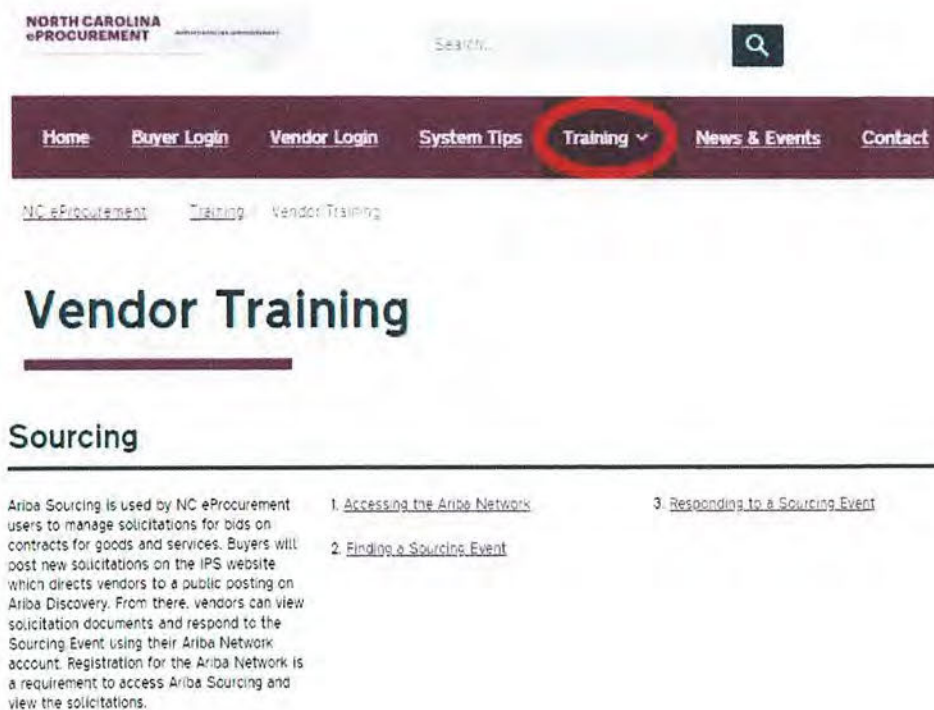 NORTH CAROLINA
ePROCUREMENT
Search...
Home Buyer Login Vendor Login System Tips Training News & Events Contact
NC eProcurement Training Vendor Training
Vendor Training
Sourcing
Ariba Sourcing is used by NC eProcurement
users to manage solicitations for bids on
contracts for goods and services. Buyers will
post new solicitations on the IPS website
which directs vendors to a public posting on
Ariba Discovery. From there, vendors can view
solicitation documents and respond to the
Sourcing Event using their Ariba Network
account. Registration for the Ariba Network is
a requirement to access Ariba Sourcing and
view the solicitations.
1. Accessing the Ariba Network
2. Finding a Sourcing Event
3. Responding to a Sourcing Event